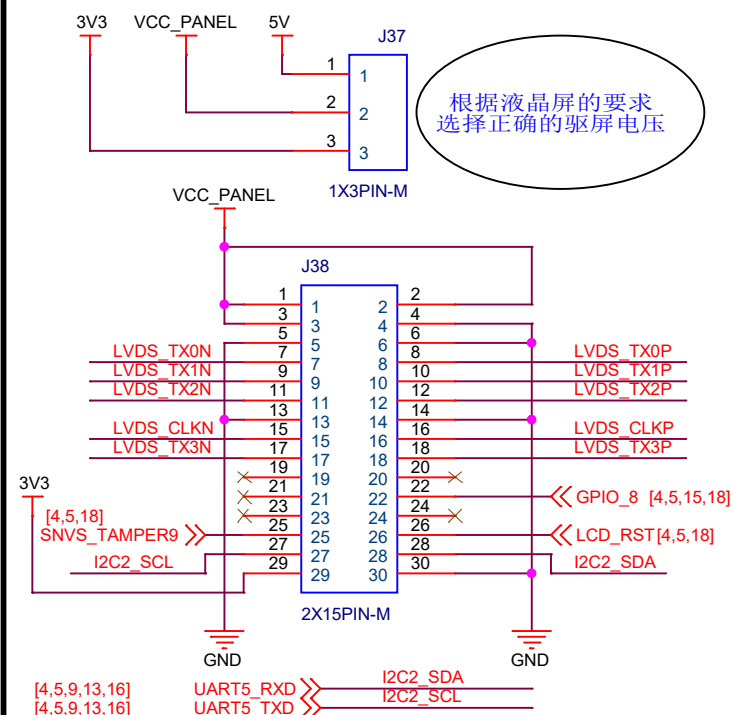 3V3 VCC_PANEL 5V
J37
1 1
2 2
3 3
1X3PIN-M
根据液晶屏的要求
选择正确的驱屏电压
VCC_PANEL
J38
1 1 2 2
3 3 4 4
5 5 6 6
LVDS_TX0N 7 7 8 8 LVDS_TX0P
LVDS_TX1N 9 9 10 10 LVDS_TX1P
LVDS_TX2N 11 11 12 12 LVDS_TX2P
13 13 14 14
LVDS_CLKN 15 15 16 16 LVDS_CLKP
LVDS_TX3N 17 17 18 18 LVDS_TX3P
19 19 20 20
3V3 21 21 22 22 GPIO_8 [4,5,15,18]
[4,5,18] 23 23 24 24
SNVS_TAMPER9 25 25 26 26 LCD_RST[4,5,18]
I2C2_SCL 27 27 28 28 I2C2_SDA
29 29 30 30
2X15PIN-M
GND GND
[4,5,9,13,16] UART5_RXD I2C2_SDA
[4,5,9,13,16] UART5_TXD I2C2_SCL